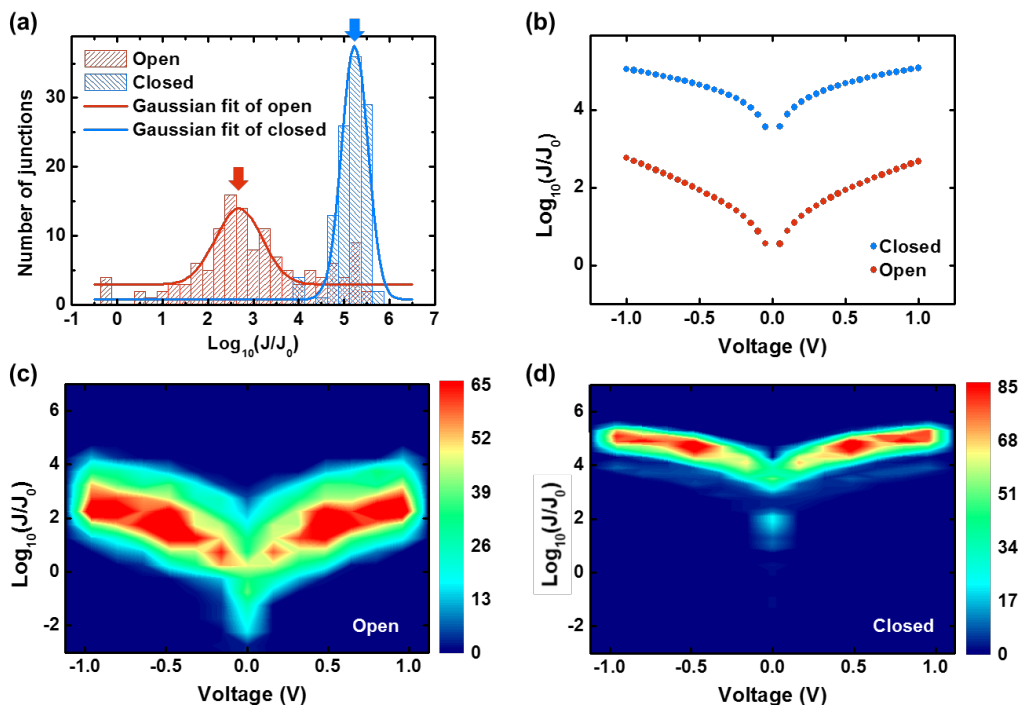 (a)
Open
Closed
Gaussian fit of open
Gaussian fit of closed
Number of junctions
30
20
10
0
-1 0 1 2 3 4 5 6 7
Log10(J/J0)
(b)
Log10(J/J0)
4
2
0
Closed
Open
-1.0 -0.5 0.0 0.5 1.0
Voltage (V)
(c)
Log10(J/J0)
6
4
2
0
-2
Open
-1.0 -0.5 0.0 0.5 1.0
Voltage (V)
65
52
39
26
13
0
(d)
Log10(J/J0)
6
4
2
0
-2
Closed
-1.0 -0.5 0.0 0.5 1.0
Voltage (V)
85
68
51
34
17
0